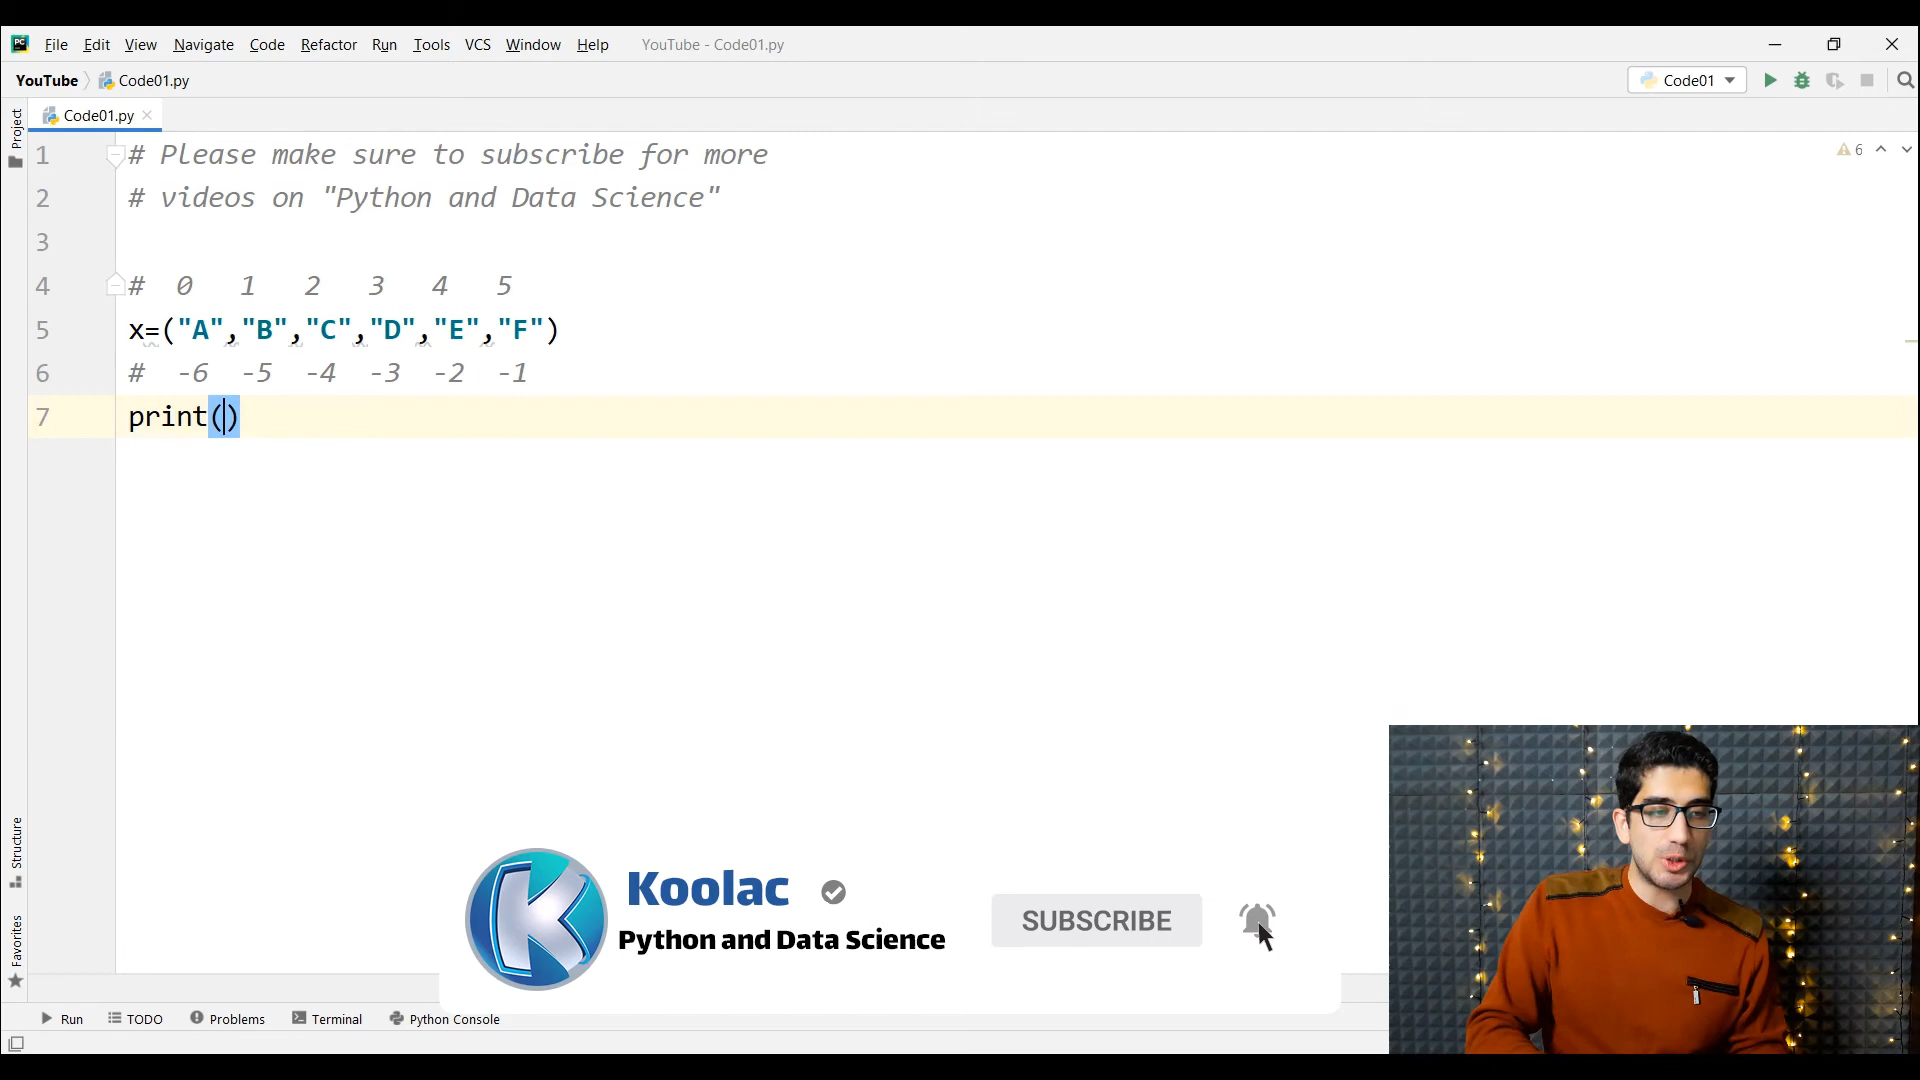 File Edit View Navigate Code Refactor Run Tools VCS Window Help YouTube - Code01.py
YouTube Code01.py Code01
Code01.py
Project
1 # Please make sure to subscribe for more
2 # videos on "Python and Data Science"
3
4 # 0 1 2 3 4 5
5 x=("A","B","C","D","E","F")
6 # -6 -5 -4 -3 -2 -1
7 print()
6
Structure
Favorites
Koolac
Python and Data Science
SUBSCRIBE
Run TODO Problems Terminal Python Console